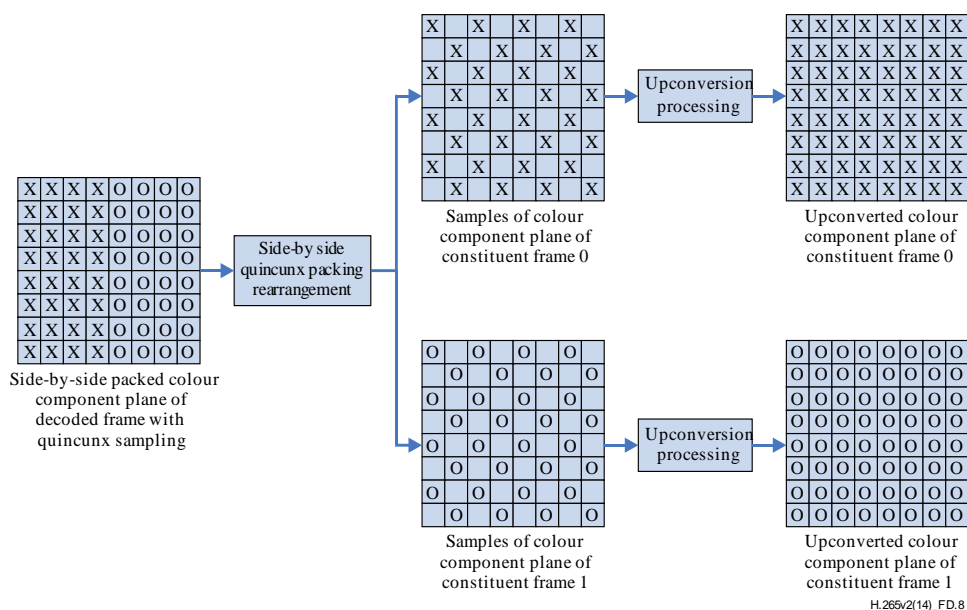 X X X X
X X X X
X X X X
X X X X
X X X X
X X X X
X X X X
X X X X
Samples of colour
component plane of
constituent frame 0
Upconversion
processing
X X X X X X X X
X X X X X X X X
X X X X X X X X
X X X X X X X X
X X X X X X X X
X X X X X X X X
X X X X X X X X
X X X X X X X X
Upconverted colour
component plane of
constituent frame 0
X X X X O O O O
X X X X O O O O
X X X X O O O O
X X X X O O O O
X X X X O O O O
X X X X O O O O
X X X X O O O O
X X X X O O O O
Side-by-side packed colour
component plane of
decoded frame with
quincunx sampling
Side-by side
quincunx packing
rearrangement
O O O O
O O O O
O O O O
O O O O
O O O O
O O O O
O O O O
O O O O
Samples of colour
component plane of
constituent frame 1
Upconversion
processing
O O O O O O O O
O O O O O O O O
O O O O O O O O
O O O O O O O O
O O O O O O O O
O O O O O O O O
O O O O O O O O
O O O O O O O O
Upconverted colour
component plane of
constituent frame 1
H.265v2(14)_FD.8